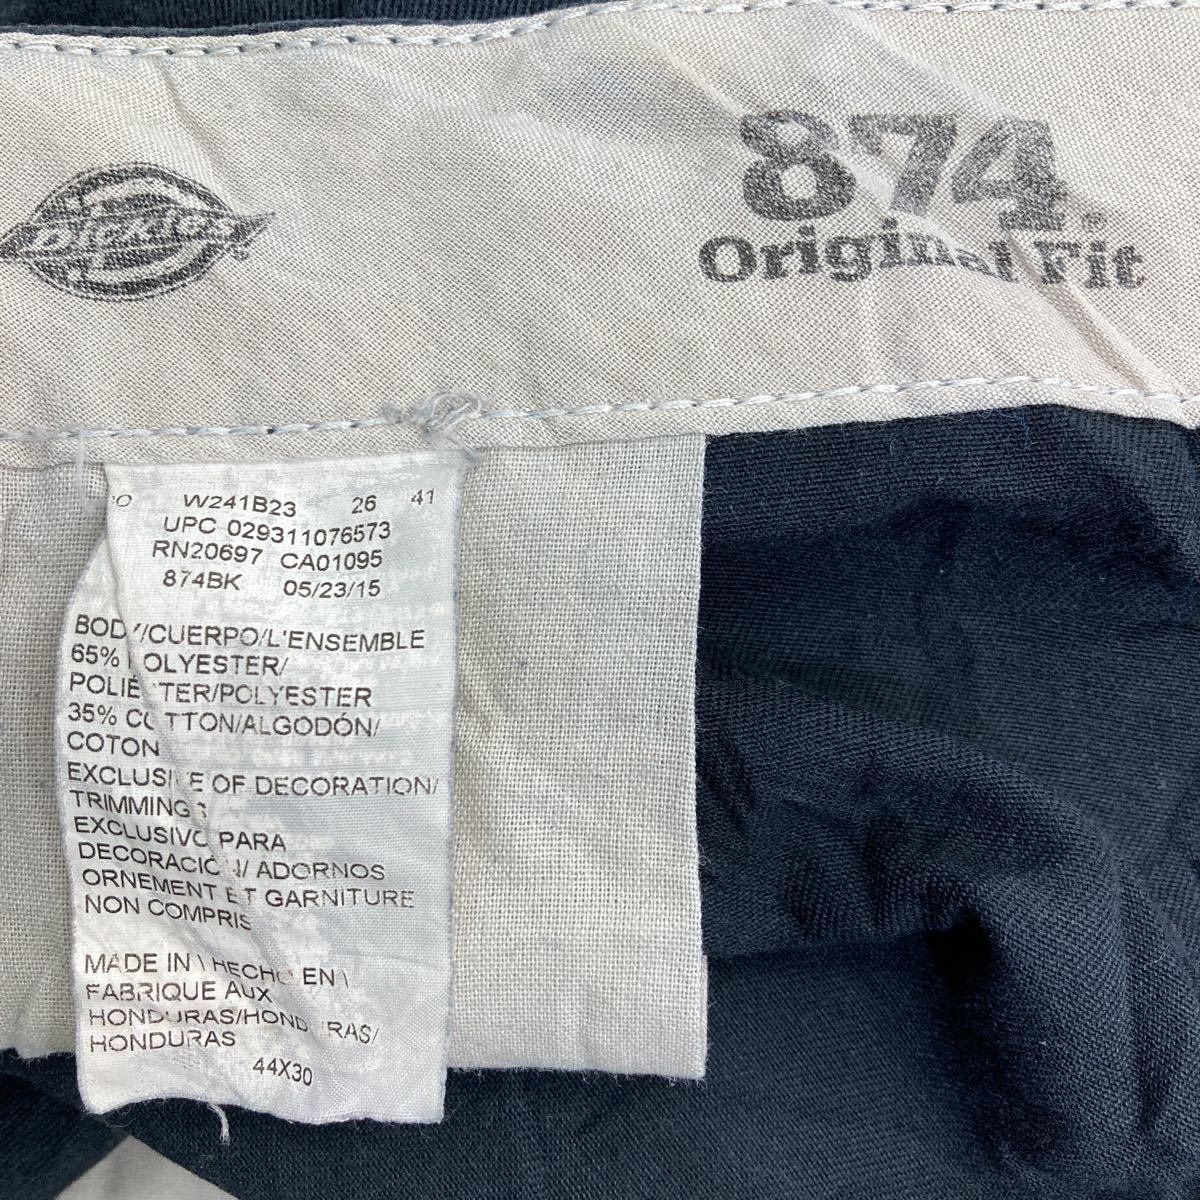 Dickies
874.
Original Fit
W241B23 26 41
UPC 029311076573
RN20697 CA01095
874BK 05/23/15
BODY/CUERPO/L'ENSEMBLE
65% POLYESTER/
POLIÉSTER/POLYESTER
35% COTTON/ALGODÓN/
COTON
EXCLUSIVE OF DECORATION/
TRIMMINGS
EXCLUSIVO PARA
DECORACIÓN/ ADORNOS
ORNEMENT ET GARNITURE
NON COMPRIS
MADE IN \ HECHO EN \
FABRIQUE AUX
HONDURAS/HONDURAS/
HONDURAS
44X30